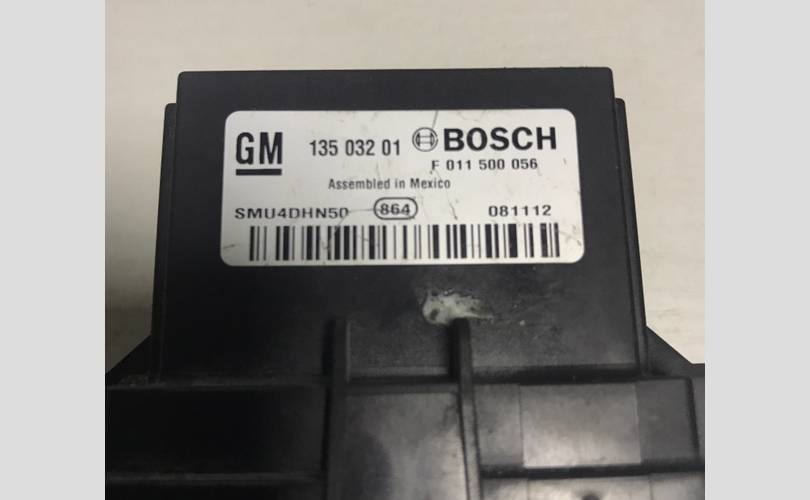 GM 135 032 01 BOSCH
F 011 500 056
Assembled in Mexico
SMU4DHN50 864 081112